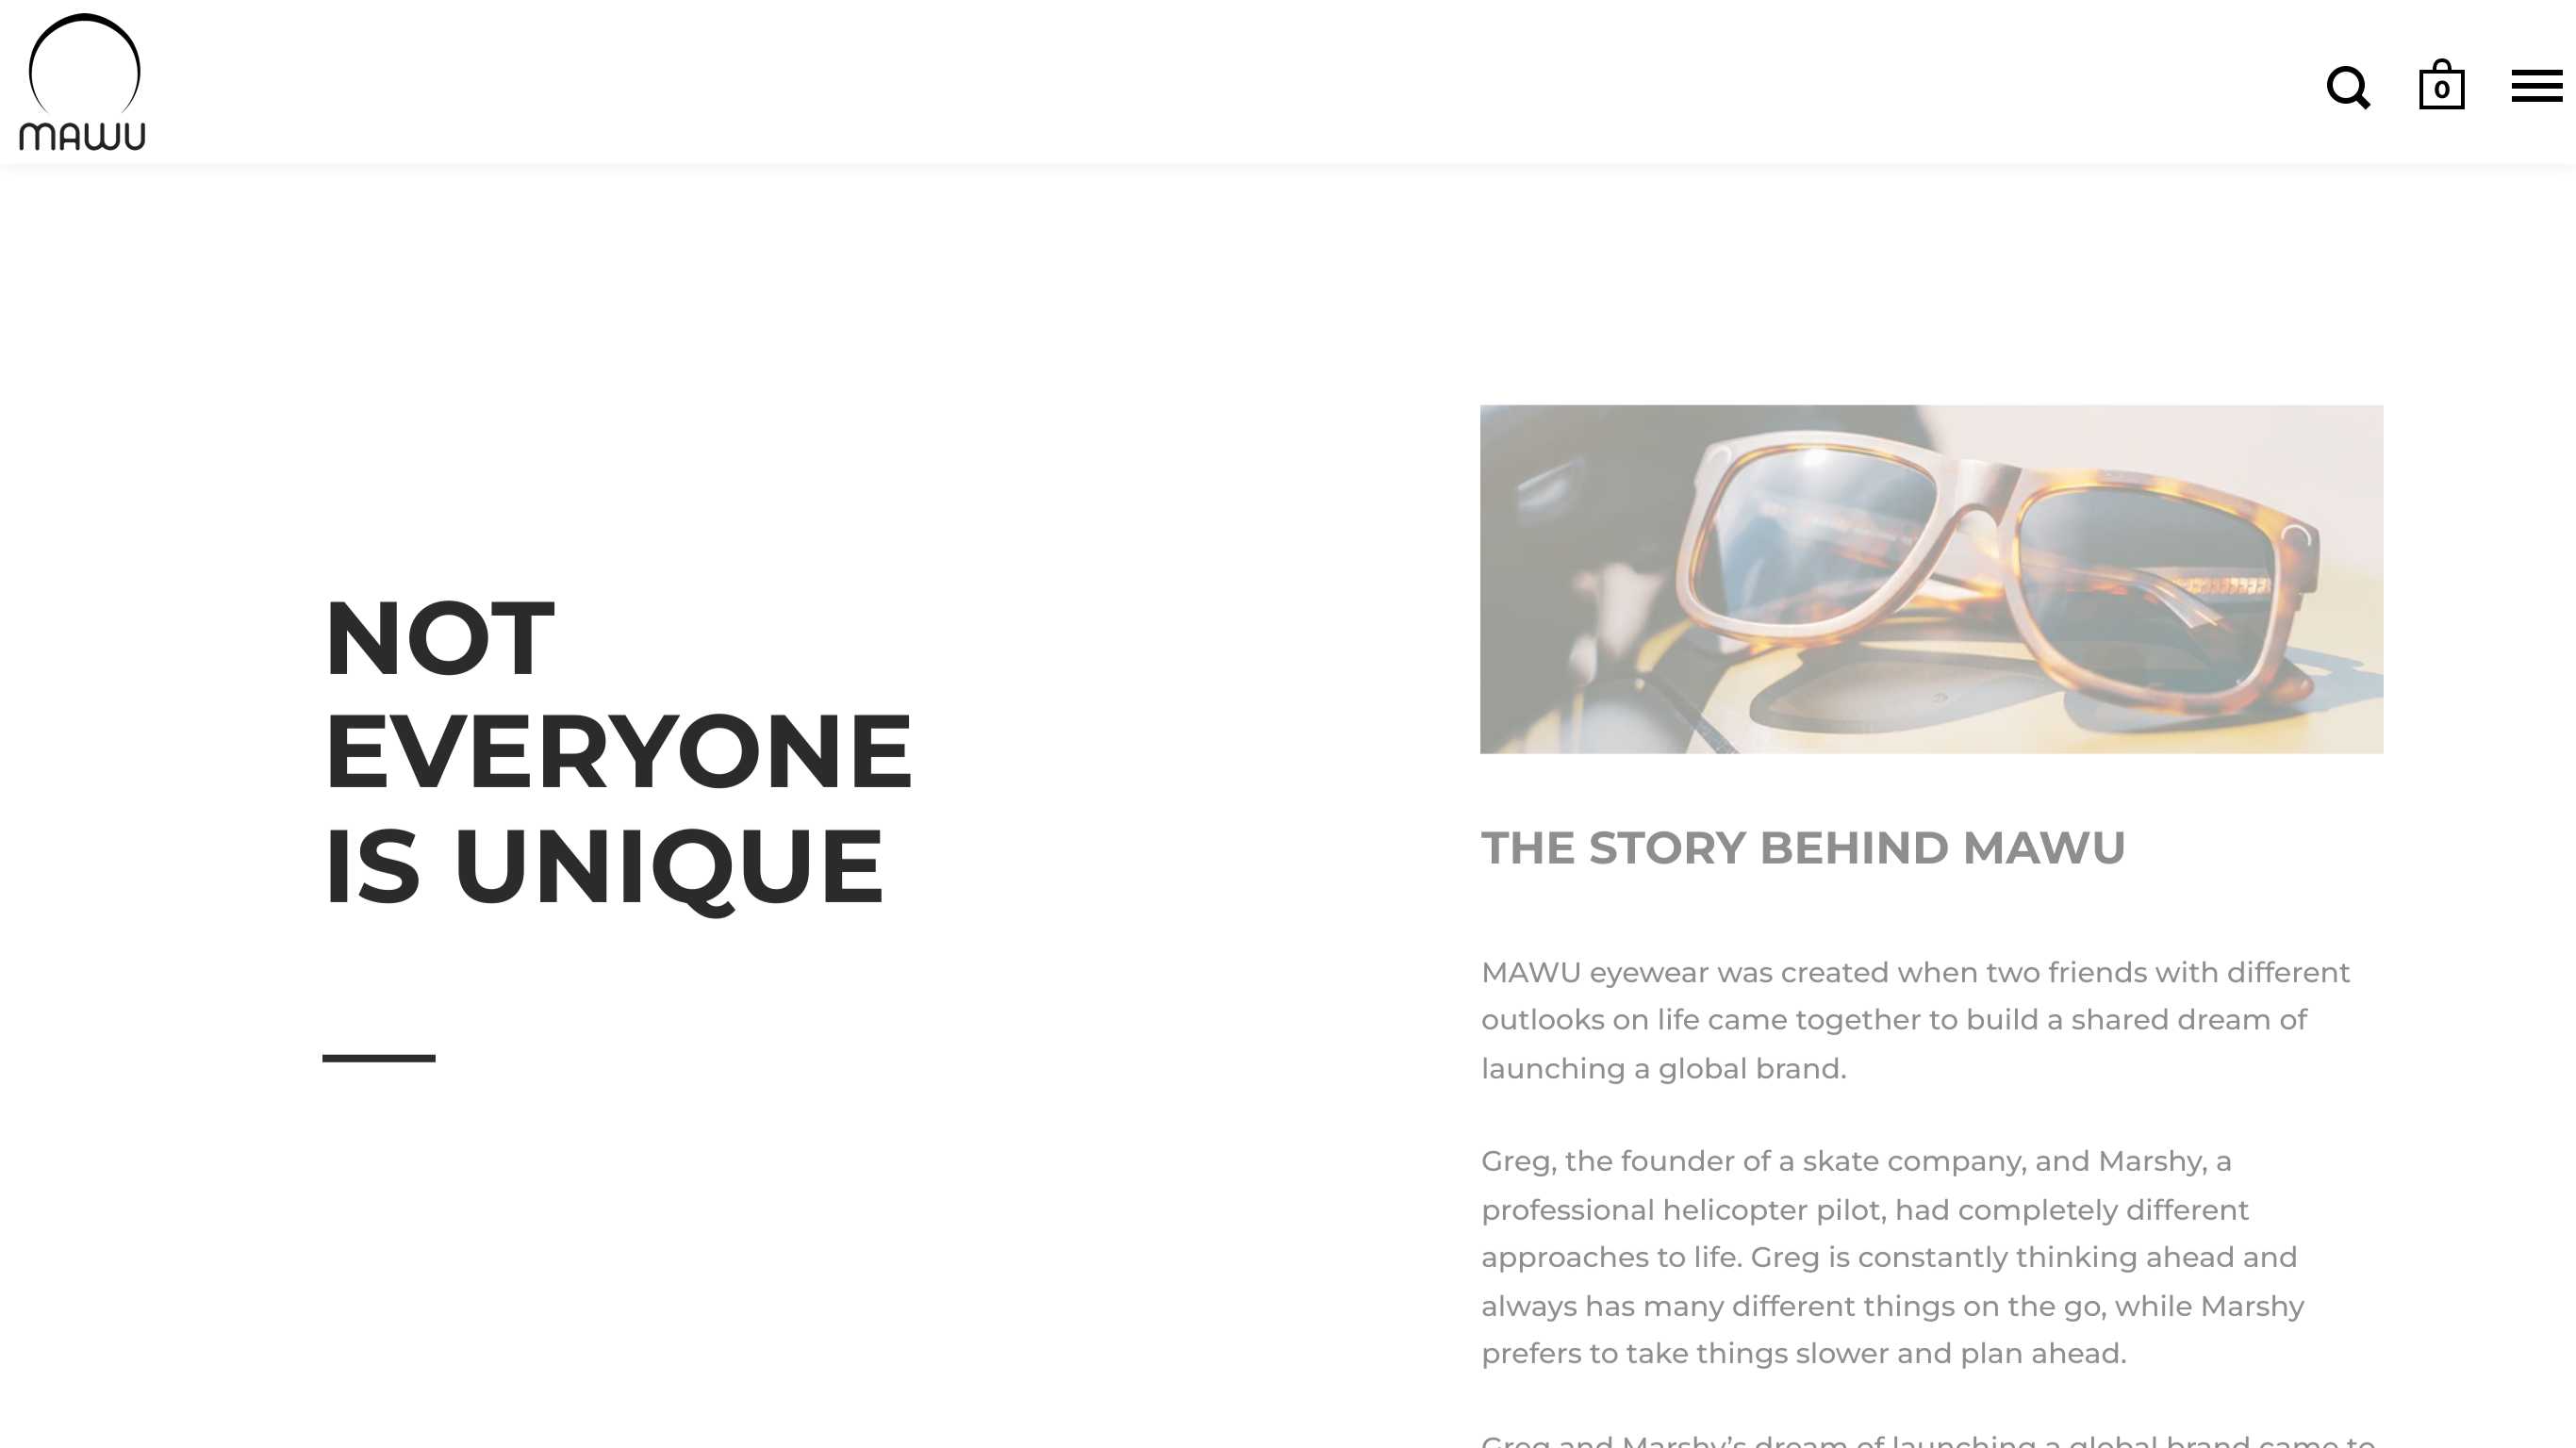 MAWU
0
NOT
EVERYONE
IS UNIQUE
THE STORY BEHIND MAWU
MAWU eyewear was created when two friends with different
outlooks on life came together to build a shared dream of
launching a global brand.
Greg, the founder of a skate company, and Marshy, a
professional helicopter pilot, had completely different
approaches to life. Greg is constantly thinking ahead and
always has many different things on the go, while Marshy
prefers to take things slower and plan ahead.
Greg and Marshy’s dream of launching a global brand came to